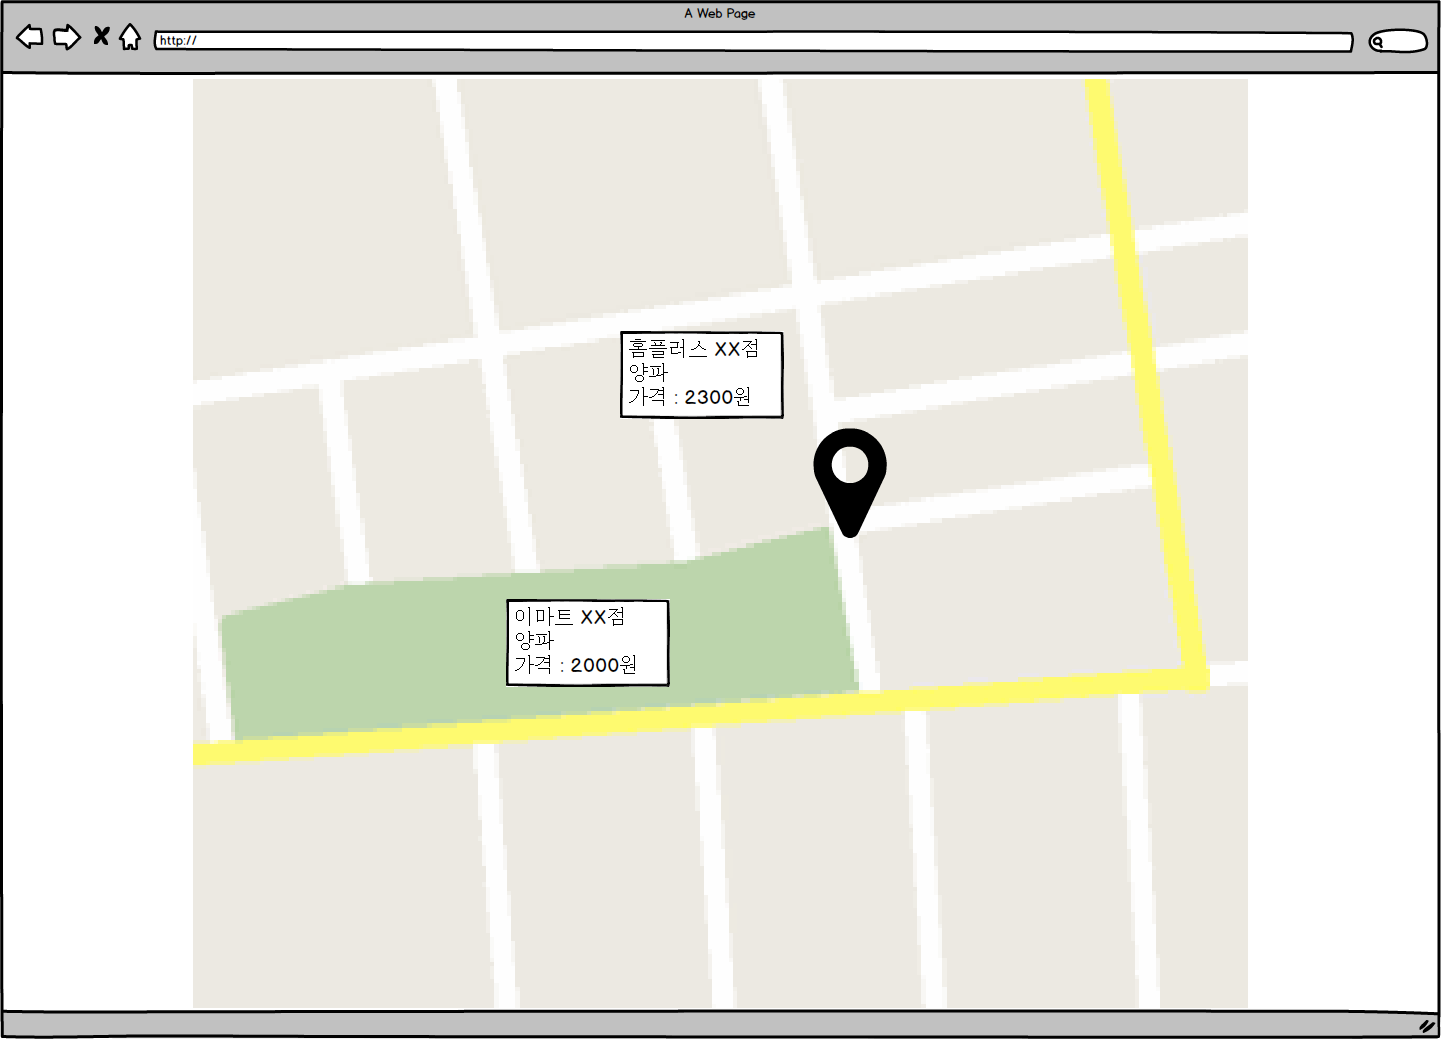 A Web Page
http://
홈플러스 XX점
양파
가격 : 2300원
이마트 XX점
양파
가격 : 2000원